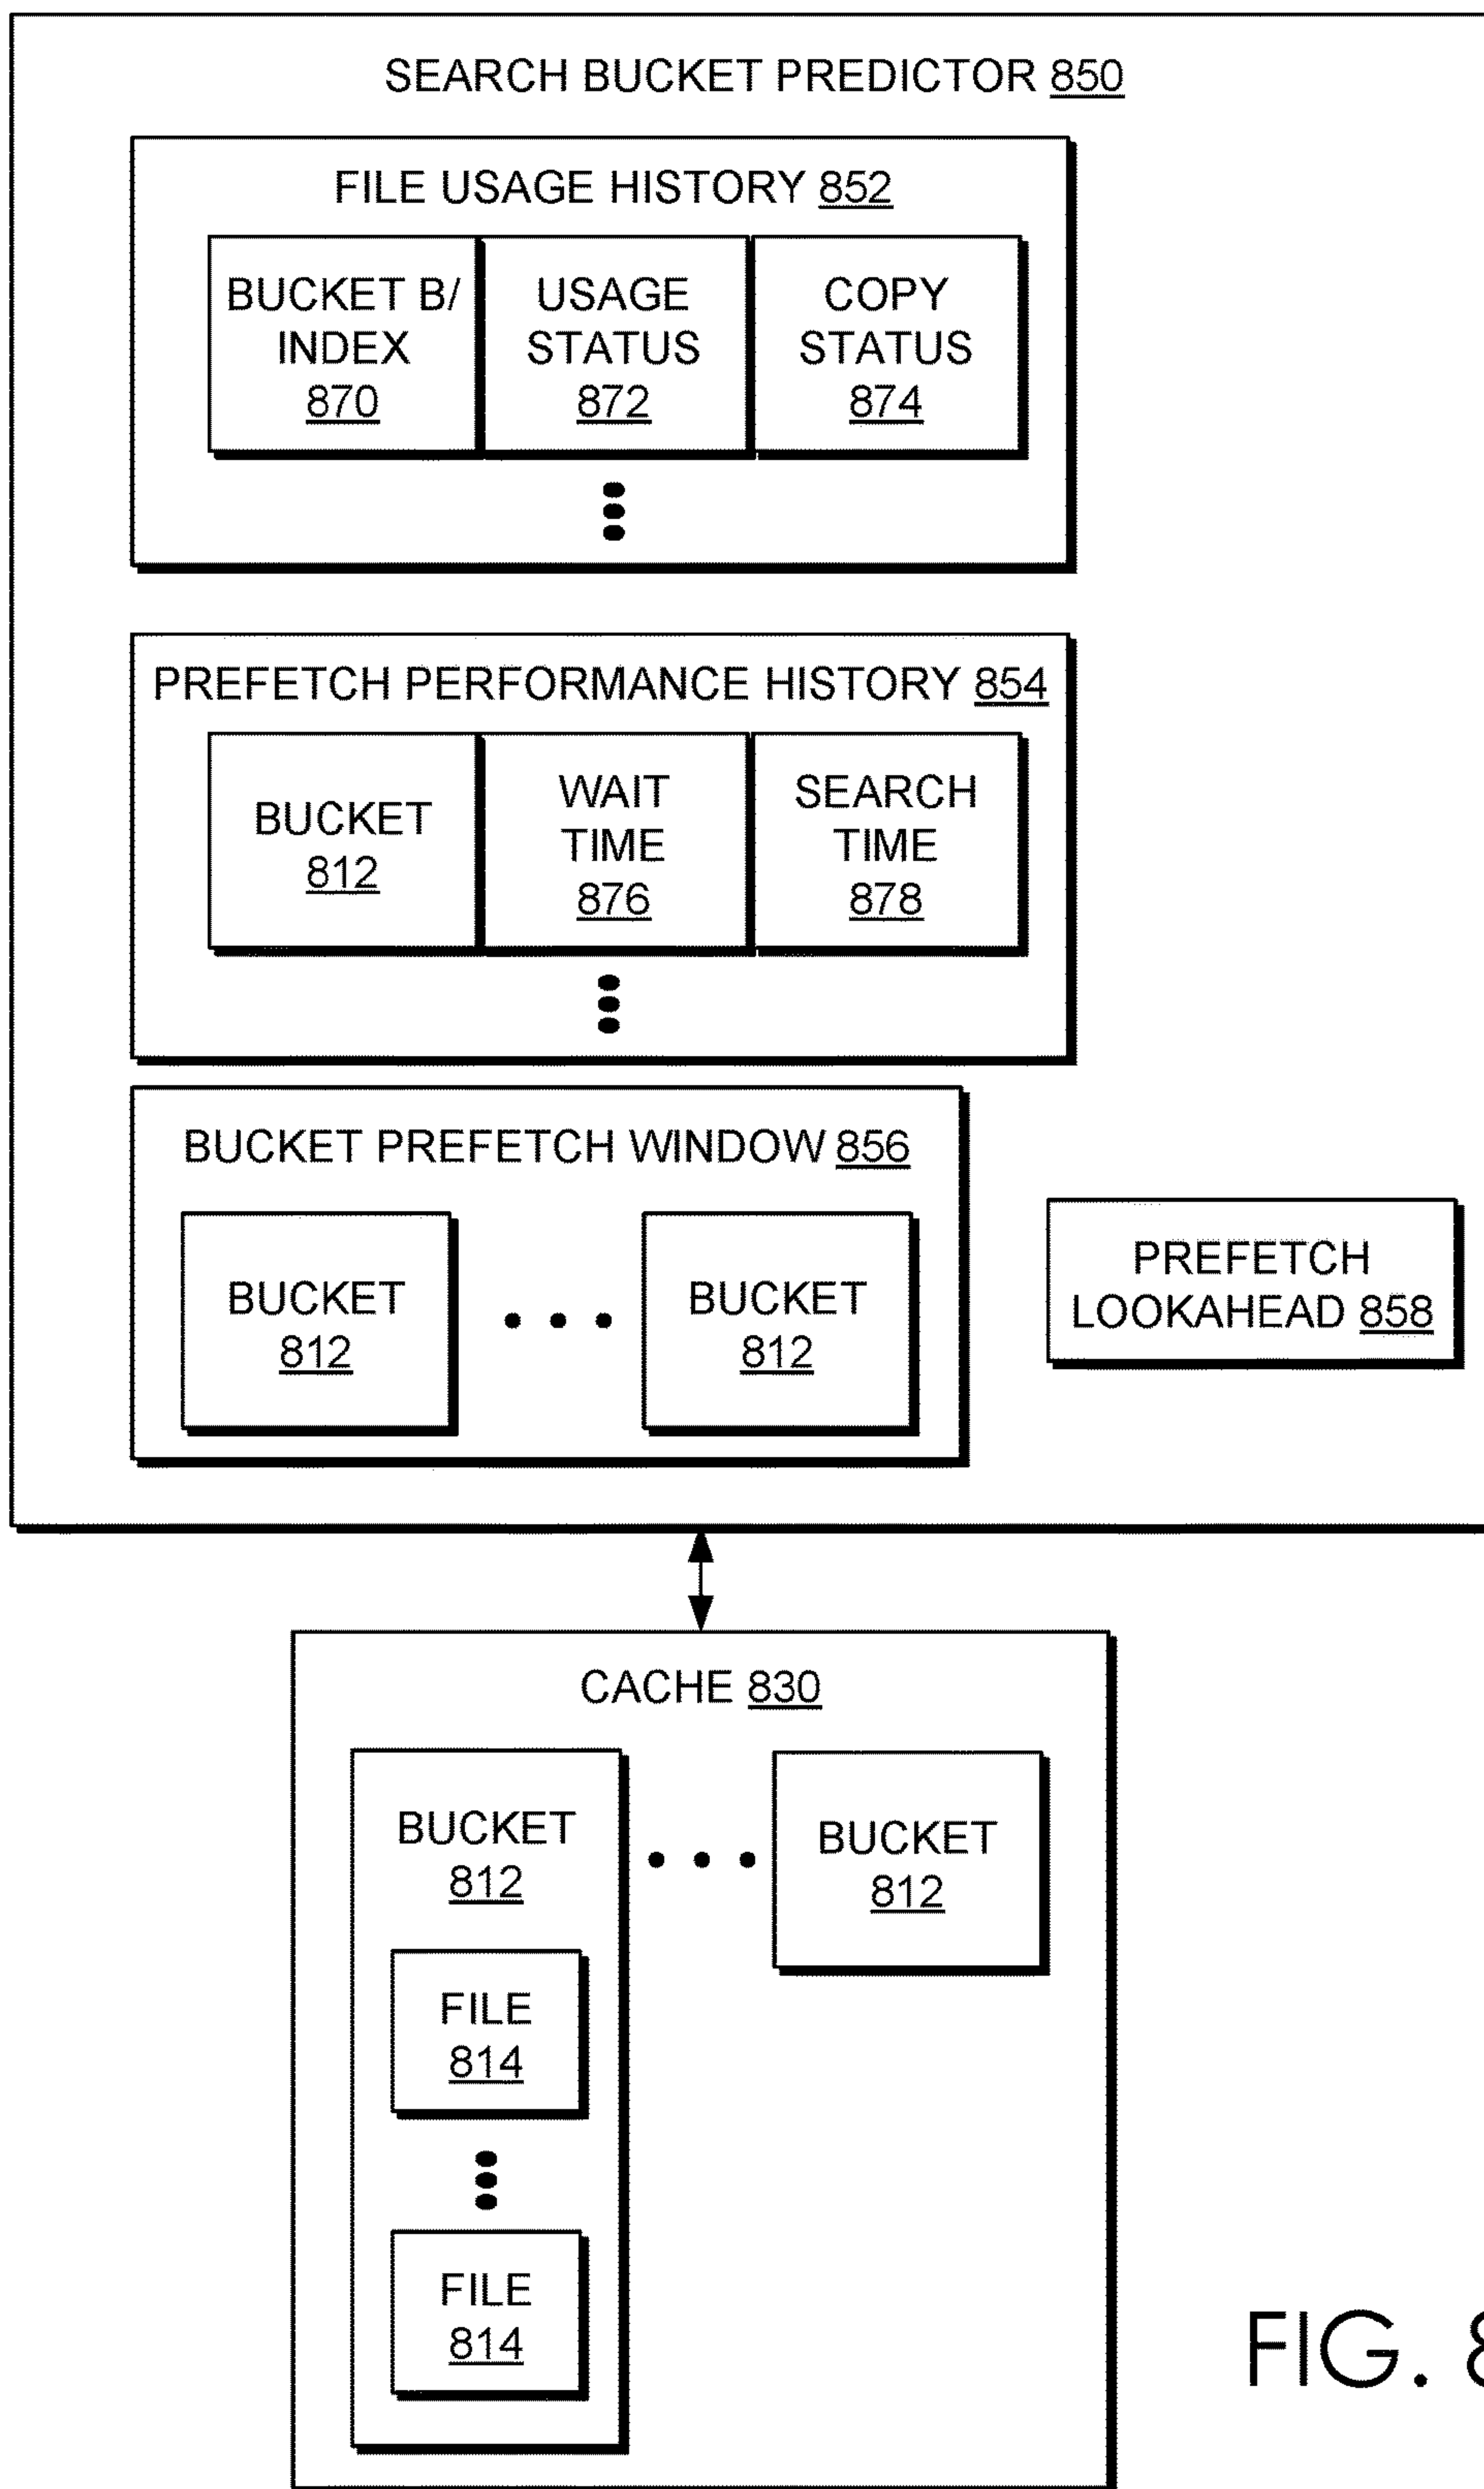 SEARCH BUCKET PREDICTOR 850
FILE USAGE HISTORY 852
BUCKET B/
INDEX
870
USAGE
STATUS
872
COPY
STATUS
874
PREFETCH PERFORMANCE HISTORY 854
BUCKET
812
WAIT
TIME
876
SEARCH
TIME
878
BUCKET PREFETCH WINDOW 856
BUCKET
812
BUCKET
812
PREFETCH
LOOKAHEAD 858
CACHE 830
BUCKET
812
FILE
814
FILE
814
BUCKET
812
FIG. 8